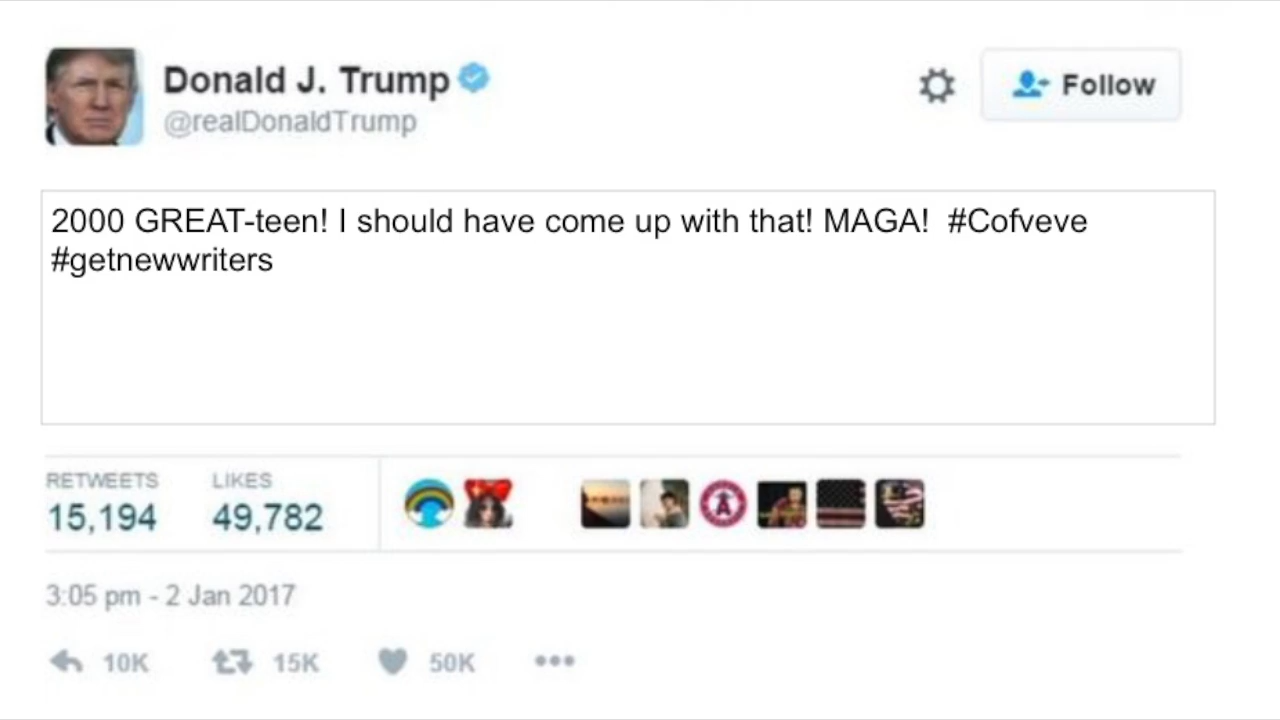 Donald J. Trump
@realDonaldTrump
Follow
2000 GREAT-teen! I should have come up with that! MAGA!  #Cofveve
#getnewwriters
RETWEETS LIKES
15,194 49,782
3:05 pm - 2 Jan 2017
10K 15K 50K